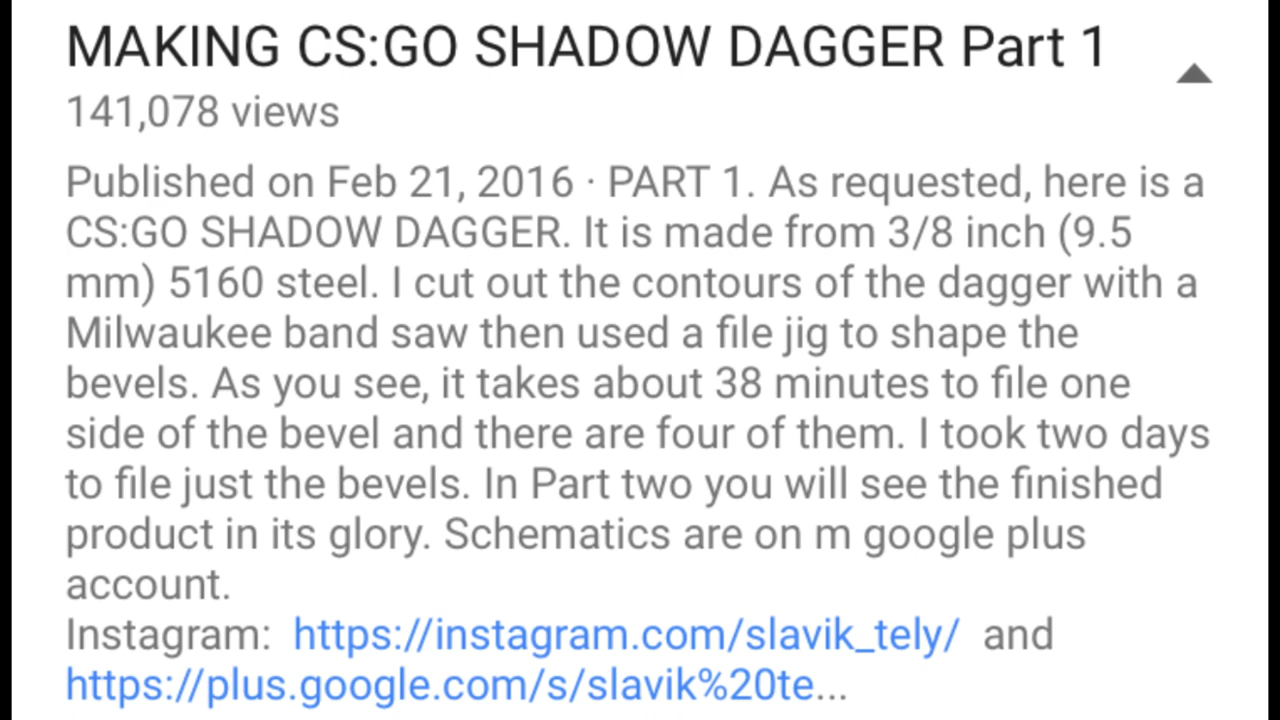 MAKING CS:GO SHADOW DAGGER Part 1
141,078 views
Published on Feb 21, 2016 · PART 1. As requested, here is a
CS:GO SHADOW DAGGER. It is made from 3/8 inch (9.5
mm) 5160 steel. I cut out the contours of the dagger with a
Milwaukee band saw then used a file jig to shape the
bevels. As you see, it takes about 38 minutes to file one
side of the bevel and there are four of them. I took two days
to file just the bevels. In Part two you will see the finished
product in its glory. Schematics are on m google plus
account.
Instagram: https://instagram.com/slavik_tely/ and
https://plus.google.com/s/slavik%20te...